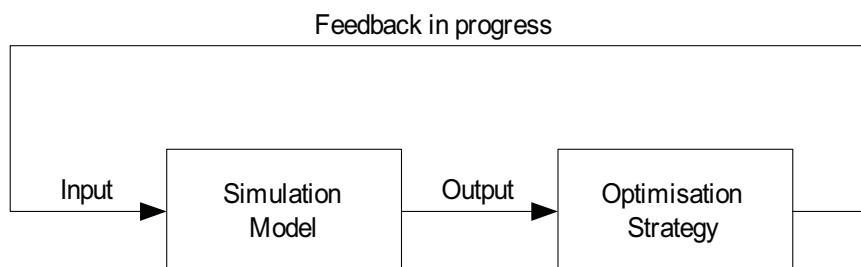 Feedback in progress
Input
Simulation
Model
Output
Optimisation
Strategy